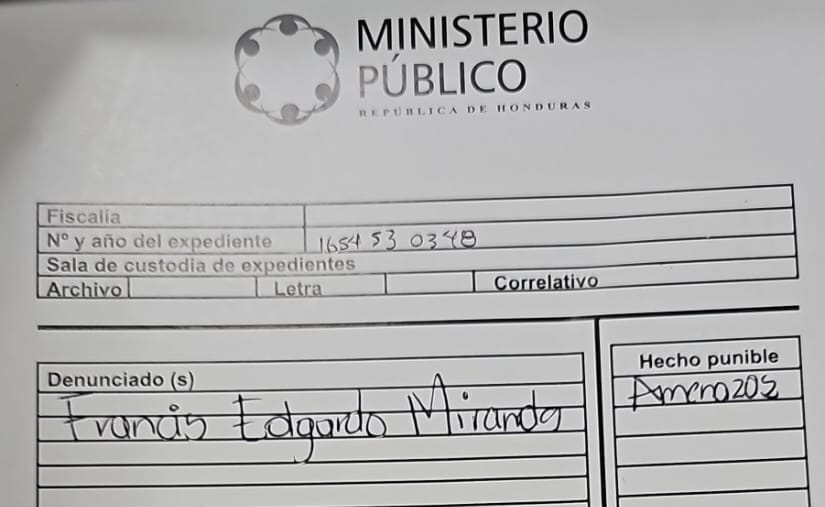 MINISTERIO
PÚBLICO
REPÚBLICA DE HONDURAS
Fiscalía
Nº y año del expediente 1654 53 0348
Sala de custodia de expedientes
Archivo Letra Correlativo
Denunciado (s) Hecho punible
Francis Edgardo Miranda Amenazas